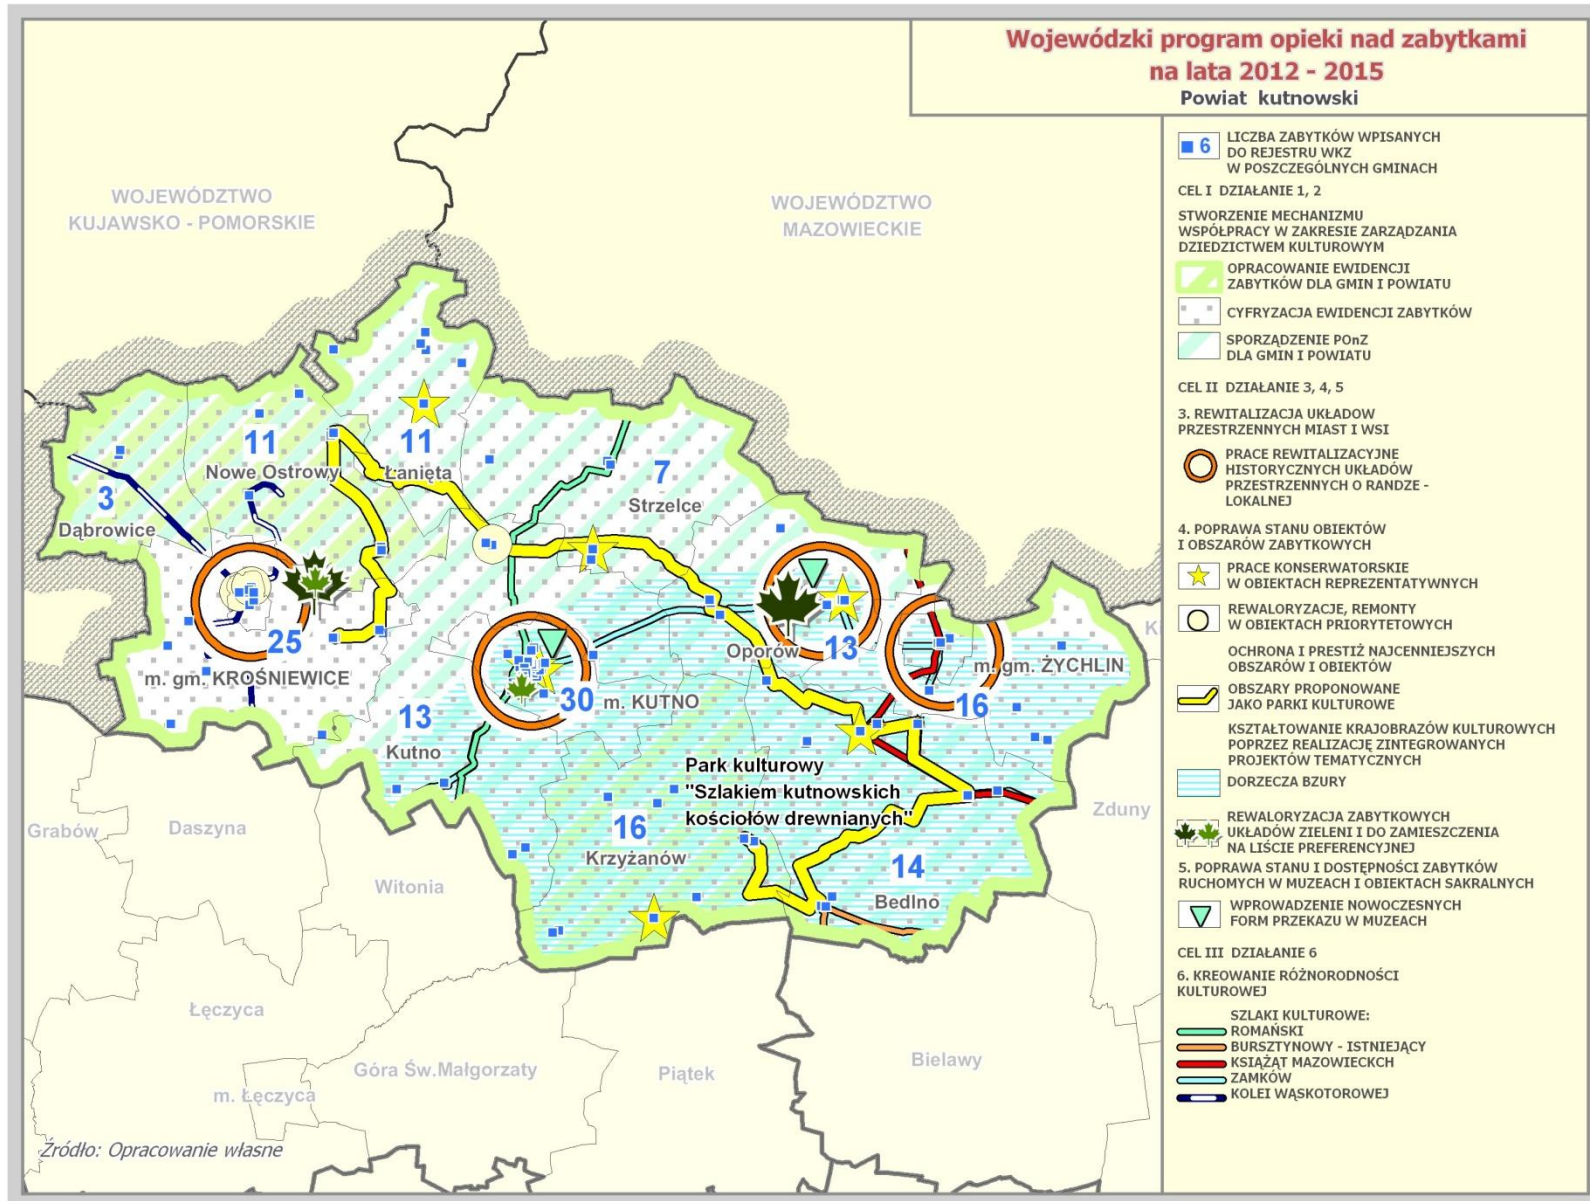 Wojewódzki program opieki nad zabytkami
na lata 2012 - 2015
Powiat kutnowski
WOJEWÓDZTWO
KUJAWSKO - POMORSKIE
WOJEWÓDZTWO
MAZOWIECKIE
11
Nowe Ostrowy
11
Łanięta
7
Strzelce
3
Dąbrowice
25
m. gm. KROŚNIEWICE
13
Kutno
30
m. KUTNO
Oporów
13
m. gm. ŻYCHLIN
16
K
Park kulturowy
"Szlakiem kutnowskich
kościołów drewnianych"
16
Krzyżanów
14
Bedlno
Zduny
Grabów
Daszyna
Witonia
Łęczyca
m. Łęczyca
Góra Św.Małgorzaty
Piątek
Bielawy
Źródło: Opracowanie własne
6
LICZBA ZABYTKÓW WPISANYCH
DO REJESTRU WKZ
W POSZCZEGÓLNYCH GMINACH
CEL I DZIAŁANIE 1, 2
STWORZENIE MECHANIZMU
WSPÓŁPRACY W ZAKRESIE ZARZĄDZANIA
DZIEDZICTWEM KULTUROWYM
OPRACOWANIE EWIDENCJI
ZABYTKÓW DLA GMIN I POWIATU
CYFRYZACJA EWIDENCJI ZABYTKÓW
SPORZĄDZENIE POnZ
DLA GMIN I POWIATU
CEL II DZIAŁANIE 3, 4, 5
3. REWITALIZACJA UKŁADOW
PRZESTRZENNYCH MIAST I WSI
PRACE REWITALIZACYJNE
HISTORYCZNYCH UKŁADÓW
PRZESTRZENNYCH O RANDZE -
LOKALNEJ
4. POPRAWA STANU OBIEKTÓW
I OBSZARÓW ZABYTKOWYCH
PRACE KONSERWATORSKIE
W OBIEKTACH REPREZENTATYWNYCH
REWALORYZACJE, REMONTY
W OBIEKTACH PRIORYTETOWYCH
OCHRONA I PRESTIŻ NAJCENNIEJSZYCH
OBSZARÓW I OBIEKTÓW
OBSZARY PROPONOWANE
JAKO PARKI KULTUROWE
KSZTAŁTOWANIE KRAJOBRAZÓW KULTUROWYCH
POPRZEZ REALIZACJĘ ZINTEGROWANYCH
PROJEKTÓW TEMATYCZNYCH
DORZECZA BZURY
REWALORYZACJA ZABYTKOWYCH
UKŁADÓW ZIELENI I DO ZAMIESZCZENIA
NA LIŚCIE PREFERENCYJNEJ
5. POPRAWA STANU I DOSTĘPNOŚCI ZABYTKÓW
RUCHOMYCH W MUZEACH I OBIEKTACH SAKRALNYCH
WPROWADZENIE NOWOCZESNYCH
FORM PRZEKAZU W MUZEACH
CEL III DZIAŁANIE 6
6. KREOWANIE RÓŻNORODNOŚCI
KULTUROWEJ
SZLAKI KULTUROWE:
ROMAŃSKI
BURSZTYNOWY - ISTNIEJĄCY
KSIĄŻĄT MAZOWIECKCH
ZAMKÓW
KOLEI WĄSKOTOROWEJ